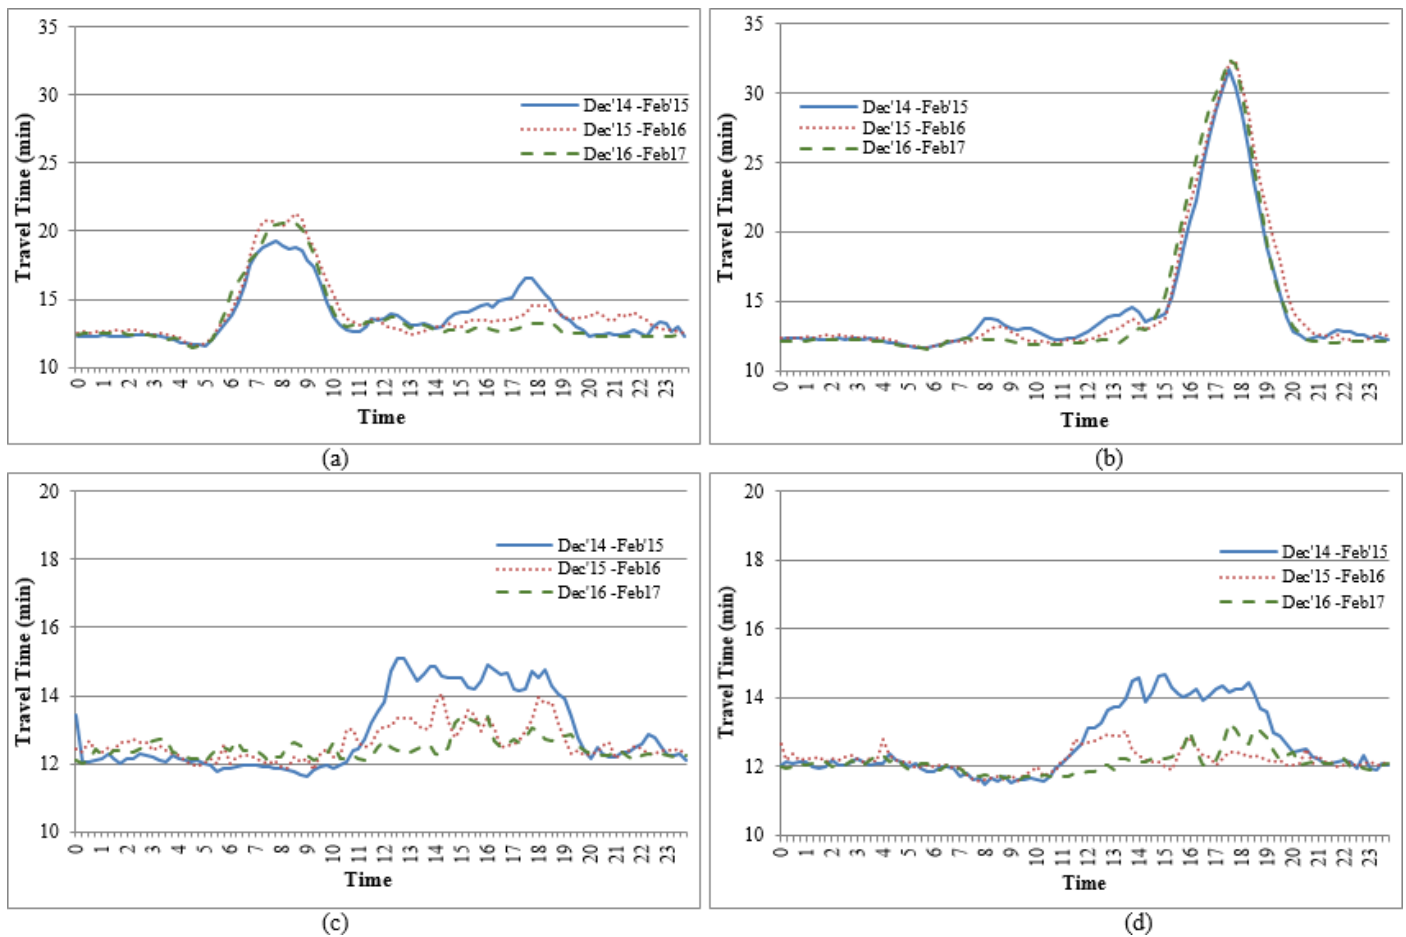 35
30
25
20
15
10
Travel Time (min)
Dec'14 -Feb'15
Dec'15 -Feb16
Dec'16 -Feb17
0 1 2 3 4 5 6 7 8 9 10 11 12 13 14 15 16 17 18 19 20 21 22 23
Time
(a)
35
30
25
20
15
10
Travel Time (min)
Dec'14 -Feb'15
Dec'15 -Feb16
Dec'16 -Feb17
0 1 2 3 4 5 6 7 8 9 10 11 12 13 14 15 16 17 18 19 20 21 22 23
Time
(b)
20
18
16
14
12
10
Travel Time (min)
Dec'14 -Feb'15
Dec'15 -Feb16
Dec'16 -Feb17
0 1 2 3 4 5 6 7 8 9 10 11 12 13 14 15 16 17 18 19 20 21 22 23
Time
(c)
20
18
16
14
12
10
Travel Time (min)
Dec'14 -Feb'15
Dec'15 -Feb16
Dec'16 -Feb17
0 1 2 3 4 5 6 7 8 9 10 11 12 13 14 15 16 17 18 19 20 21 22 23
Time
(d)